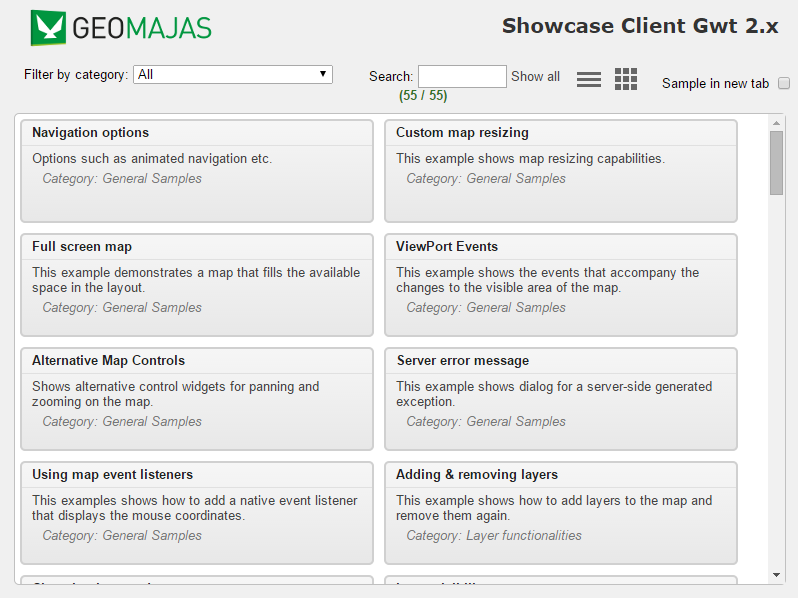 GEOMAJAS
Showcase Client Gwt 2.x
Filter by category: All
Search:
Show all
Sample in new tab
(55 / 55)
Navigation options
Options such as animated navigation etc.
Category: General Samples
Custom map resizing
This example shows map resizing capabilities.
Category: General Samples
Full screen map
This example demonstrates a map that fills the available
space in the layout.
Category: General Samples
ViewPort Events
This example shows the events that accompany the
changes to the visible area of the map.
Category: General Samples
Alternative Map Controls
Shows alternative control widgets for panning and
zooming on the map.
Category: General Samples
Server error message
This example shows dialog for a server-side generated
exception.
Category: General Samples
Using map event listeners
This examples shows how to add a native event listener
that displays the mouse coordinates.
Category: General Samples
Adding & removing layers
This example shows how to add layers to the map and
remove them again.
Category: Layer functionalities